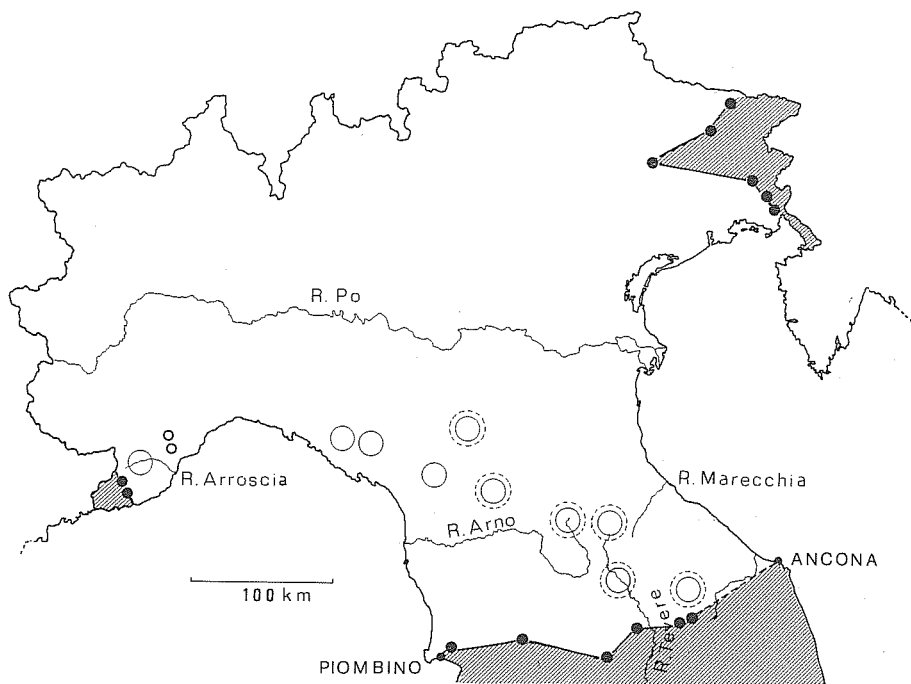 R. Po
R. Arroscia
R. Marecchia
R. Arno
ANCONA
100 km
R. Tevere
PIOMBINO